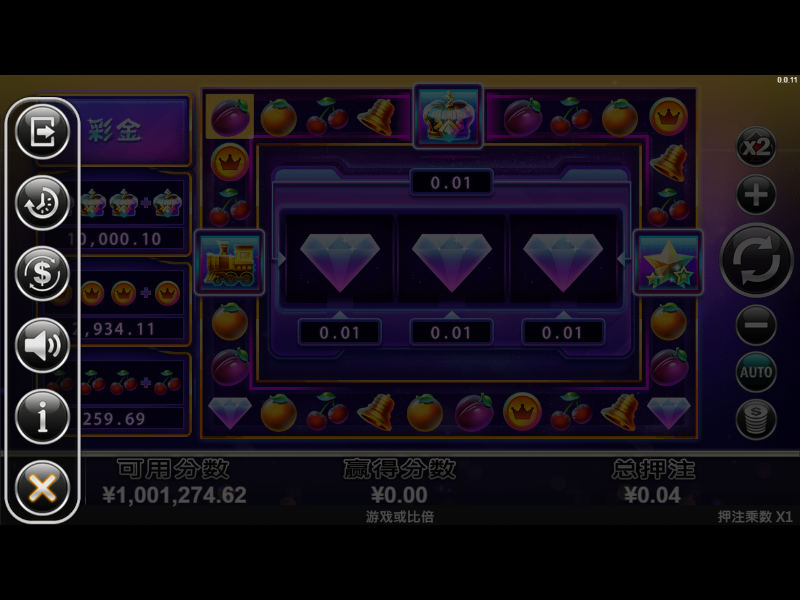 0.0.11
彩金
x2
0.01
10,000.10
2,934.11
0.01
0.01
0.01
AUTO
259.69
可用分数
赢得分数
总押注
¥1,001,274.62
¥0.00
¥0.04
游戏或比倍
押注乘数 X1